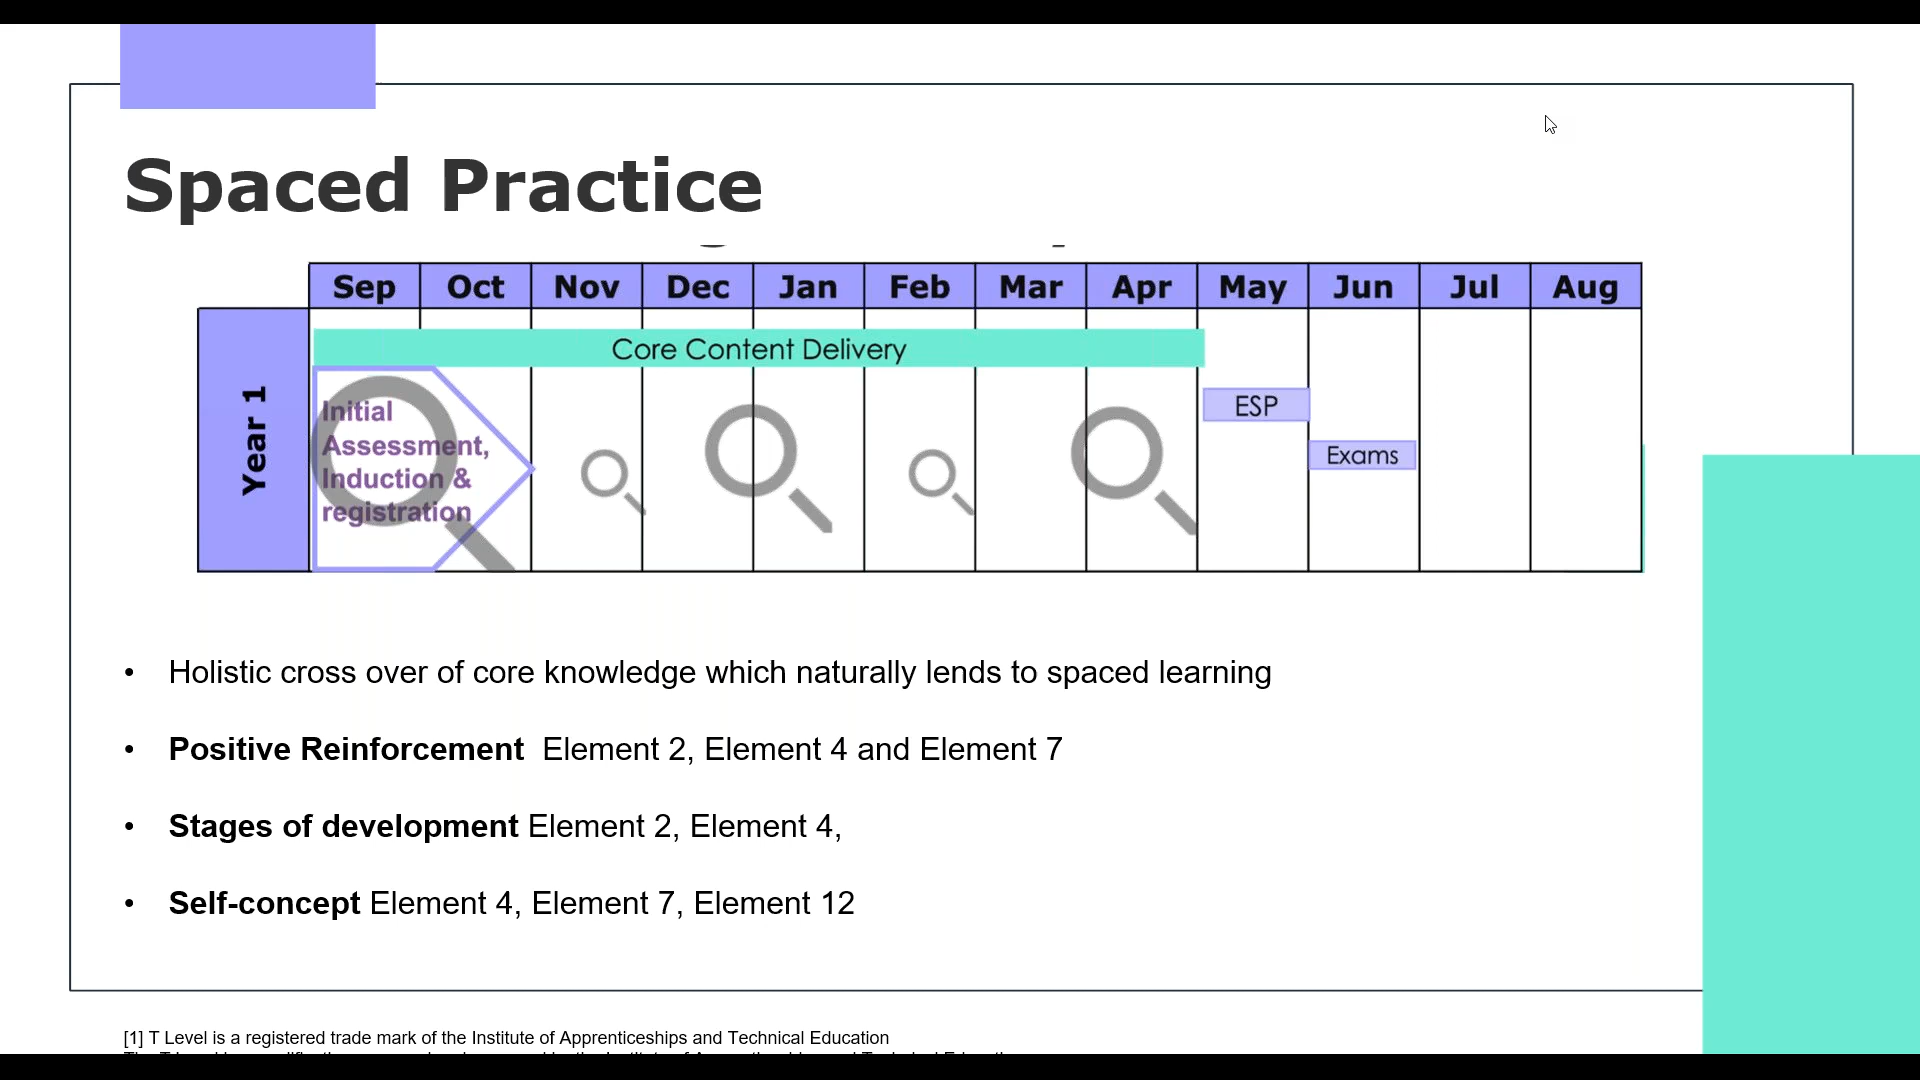 Spaced Practice
Sep Oct Nov Dec Jan Feb Mar Apr May Jun Jul Aug
Year 1
Core Content Delivery
Initial
Assessment,
Induction &
registration
ESP
Exams
• Holistic cross over of core knowledge which naturally lends to spaced learning
• Positive Reinforcement Element 2, Element 4 and Element 7
• Stages of development Element 2, Element 4,
• Self-concept Element 4, Element 7, Element 12
[1] T Level is a registered trade mark of the Institute of Apprenticeships and Technical Education